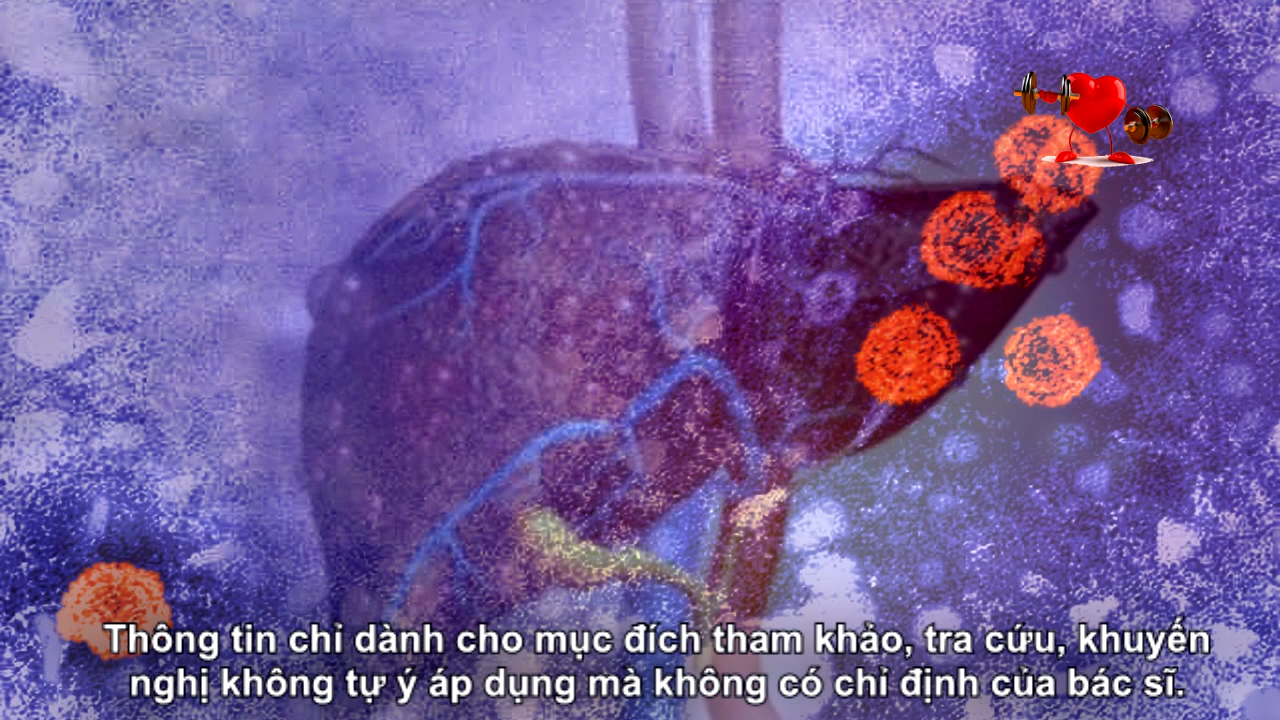 Thông tin chỉ dành cho mục đích tham khảo, tra cứu, khuyến
nghị không tự ý áp dụng mà không có chỉ định của bác sĩ.